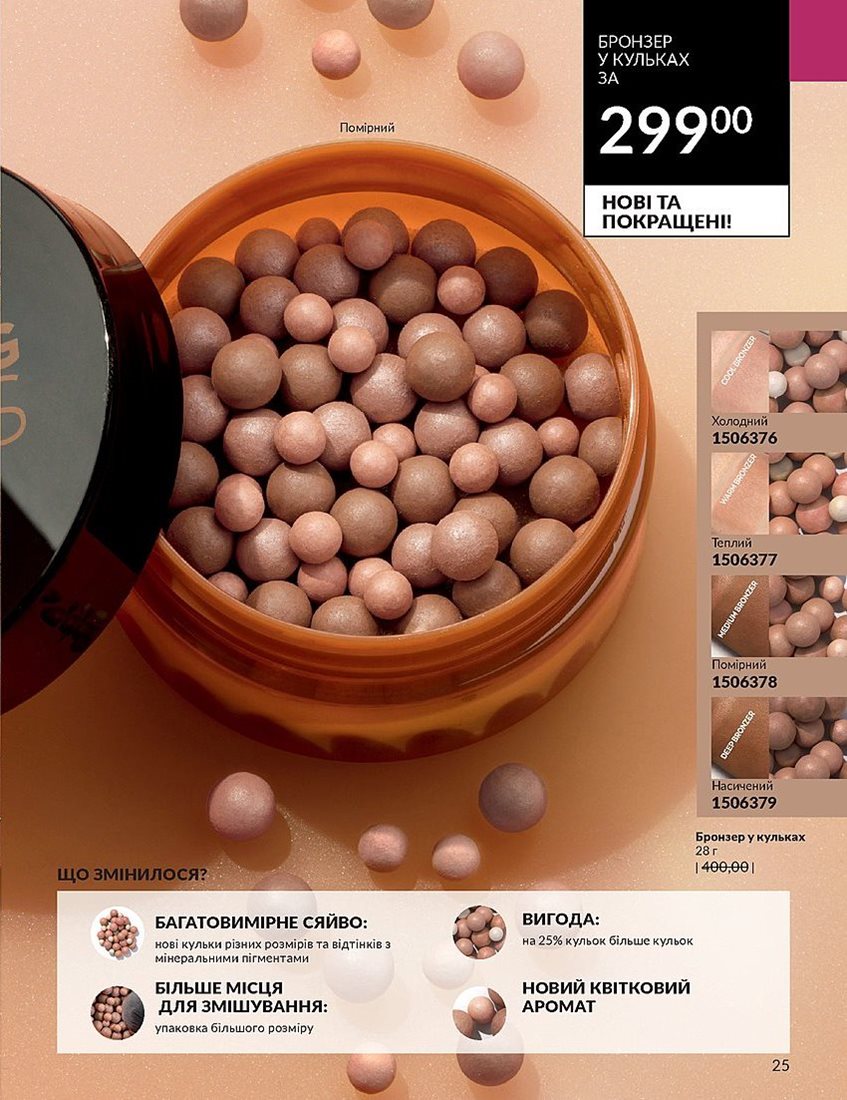 БРОНЗЕР
У КУЛЬКАХ
ЗА
299⁰⁰
НОВІ ТА
ПОКРАЩЕНІ!
Помірний
COOL BRONZER
Холодний
1506376
WARM BRONZER
Теплий
1506377
MEDIUM BRONZER
Помірний
1506378
DEEP BRONZER
Насичений
1506379
Бронзер у кульках
28 г
| 400,00 |
ЩО ЗМІНИЛОСЯ?
БАГАТОВИМІРНЕ СЯЙВО:
нові кульки різних розмірів та відтінків з
мінеральними пігментами
БІЛЬШЕ МІСЦЯ
ДЛЯ ЗМІШУВАННЯ:
упаковка більшого розміру
ВИГОДА:
на 25% кульок більше кульок
НОВИЙ КВІТКОВИЙ
АРОМАТ
25